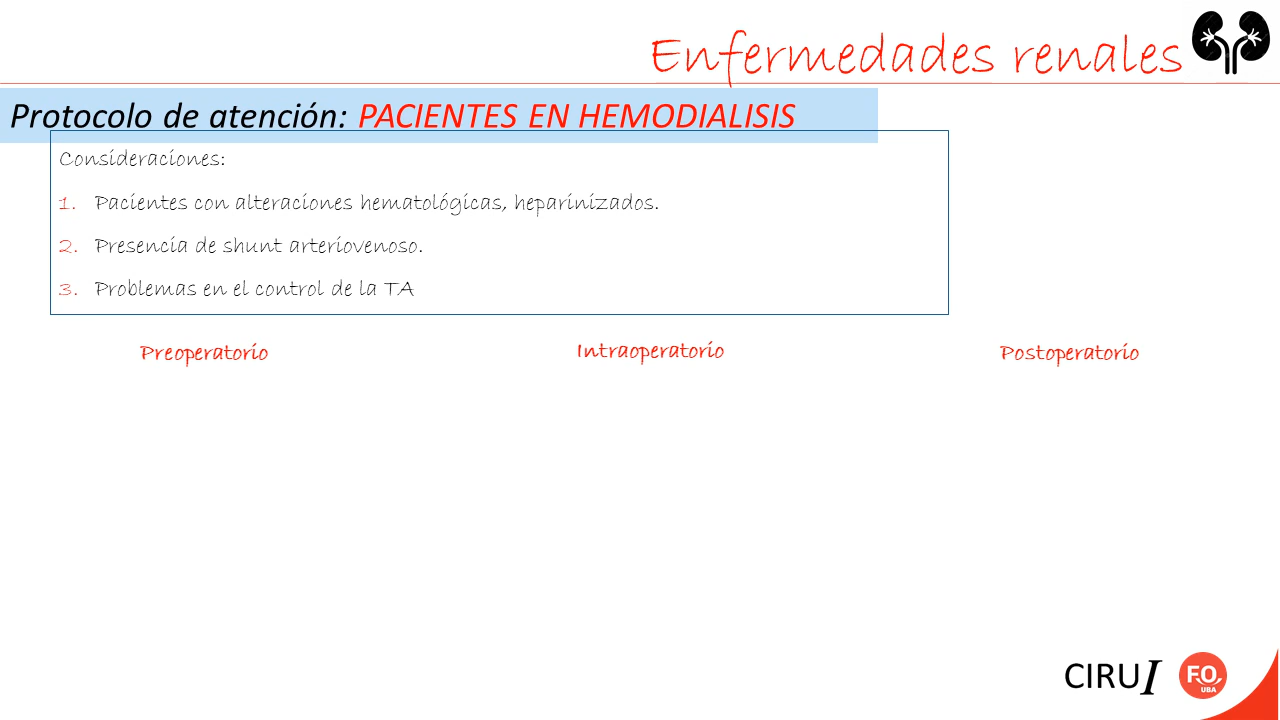 Enfermedades renales
Protocolo de atención: PACIENTES EN HEMODIALISIS
Consideraciones:
1. Pacientes con alteraciones hematológicas, heparinizados.
2. Presencia de shunt arteriovenoso.
3. Problemas en el control de la TA
Preoperatorio
Intraoperatorio
Postoperatorio
CIRUI
F.O.
UBA